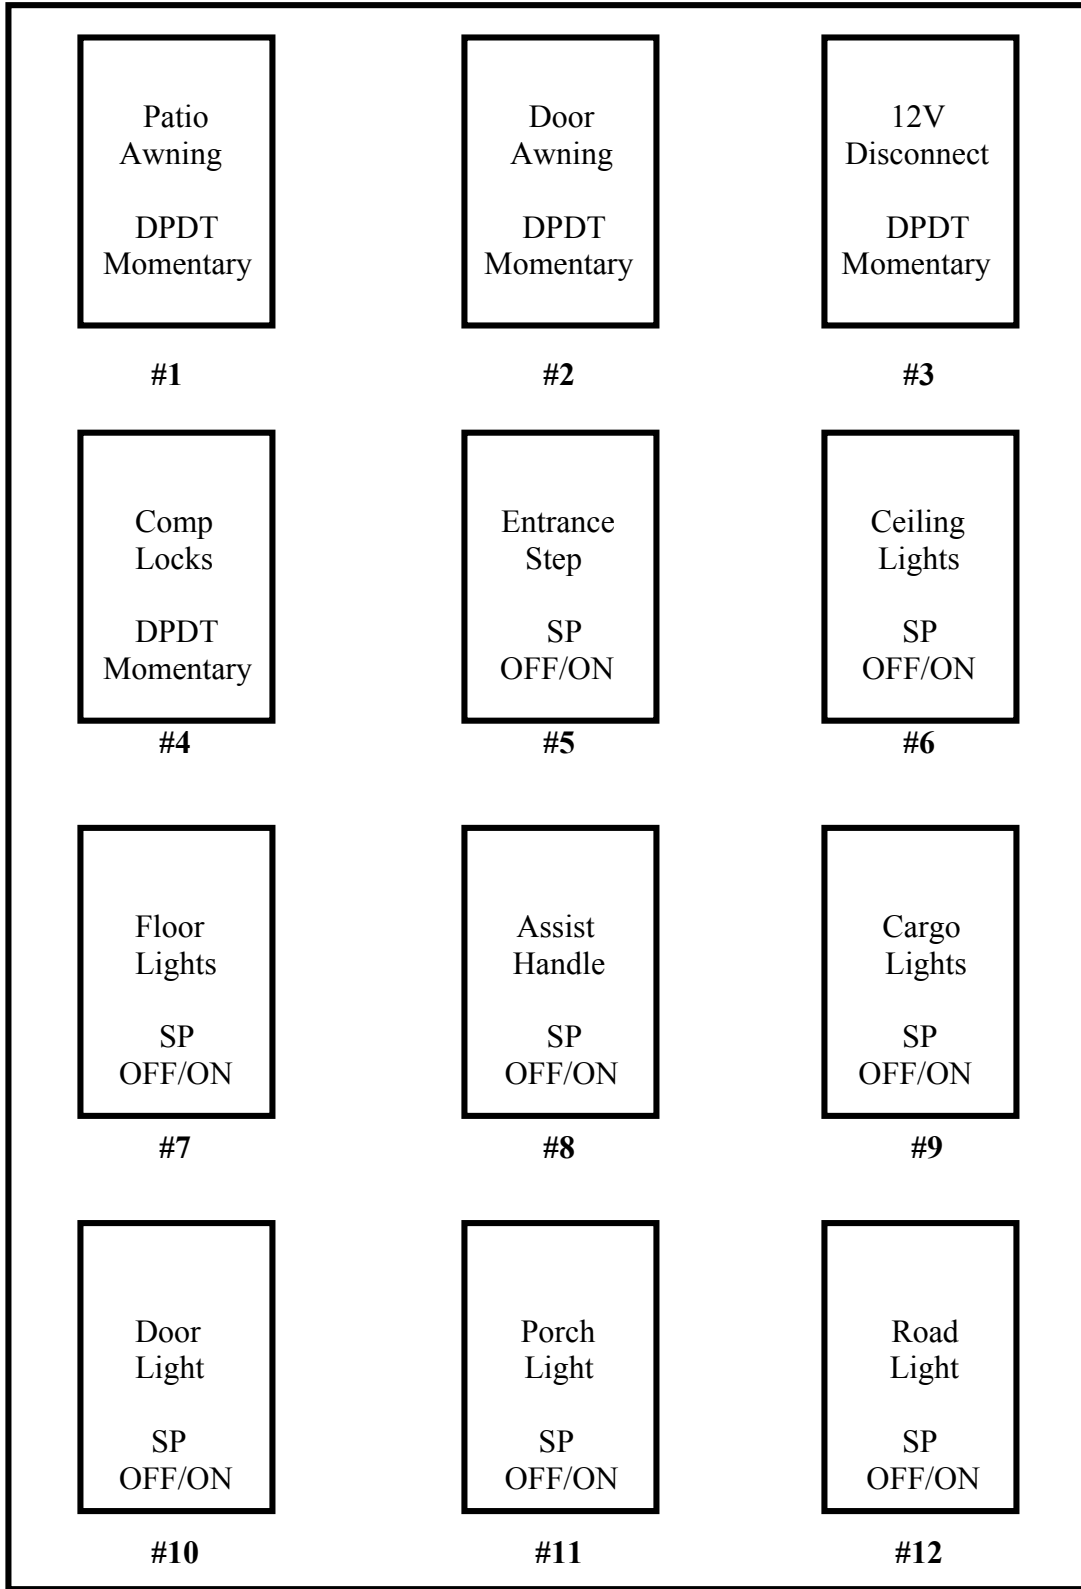 Patio
Awning
DPDT
Momentary
#1
Door
Awning
DPDT
Momentary
#2
12V
Disconnect
DPDT
Momentary
#3
Comp
Locks
DPDT
Momentary
#4
Entrance
Step
SP
OFF/ON
#5
Ceiling
Lights
SP
OFF/ON
#6
Floor
Lights
SP
OFF/ON
#7
Assist
Handle
SP
OFF/ON
#8
Cargo
Lights
SP
OFF/ON
#9
Door
Light
SP
OFF/ON
#10
Porch
Light
SP
OFF/ON
#11
Road
Light
SP
OFF/ON
#12